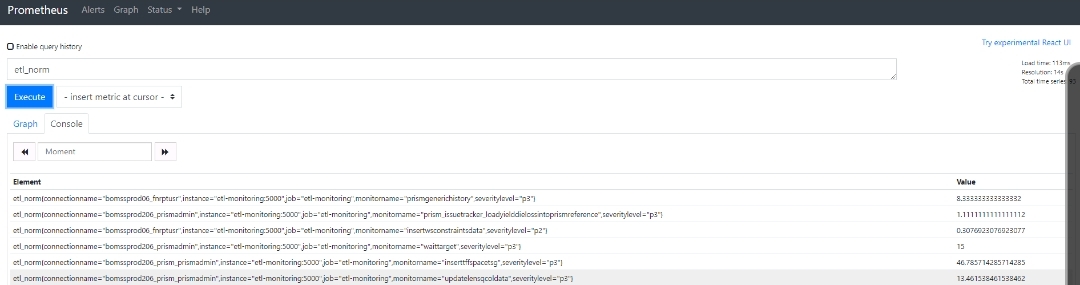 Prometheus Alerts Graph Status Help
Enable query history
Try experimental React UI
etl_norm
Load time: 113ms
Resolution: 14s
Total time series: 95
Execute - insert metric at cursor -
Graph Console
Moment
Element Value
etl_norm{connectionname="bomssprod06_fnrptusr",instance="etl-monitoring:5000",job="etl-monitoring",monitorname="prismgenerichistory",severitylevel="p3"} 8.333333333333332
etl_norm{connectionname="bomssprod206_prismadmin",instance="etl-monitoring:5000",job="etl-monitoring",monitorname="prism_issuetracker_loadyielddielossintoprismreference",severitylevel="p3"} 1.1111111111111112
etl_norm{connectionname="bomssprod06_fnrptusr",instance="etl-monitoring:5000",job="etl-monitoring",monitorname="insertwsconstraintsdata",severitylevel="p2"} 0.3076923076923077
etl_norm{connectionname="bomssprod206_prismadmin",instance="etl-monitoring:5000",job="etl-monitoring",monitorname="waittarget",severitylevel="p3"} 15
etl_norm{connectionname="bomssprod206_prism_prismadmin",instance="etl-monitoring:5000",job="etl-monitoring",monitorname="inserttffspacetsg",severitylevel="p3"} 46.785714285714285
etl_norm{connectionname="bomssprod206_prism_prismadmin",instance="etl-monitoring:5000",job="etl-monitoring",monitorname="updatelensqcoldata",severitylevel="p3"} 13.461538461538462